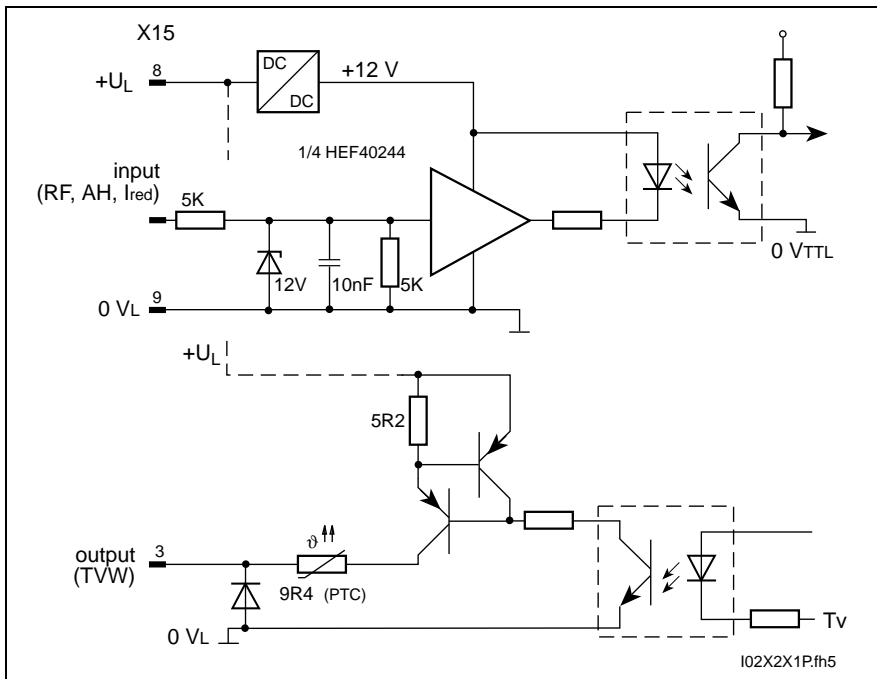 X15
+UL
8
DC
DC
+12 V
1/4 HEF40244
input
(RF, AH, Ired)
5K
12V
10nF
5K
0 VTTL
0 VL
9
+UL
5R2
output
(TVW)
3
ϑ
9R4 (PTC)
0 VL
Tv
I02X2X1P.fh5